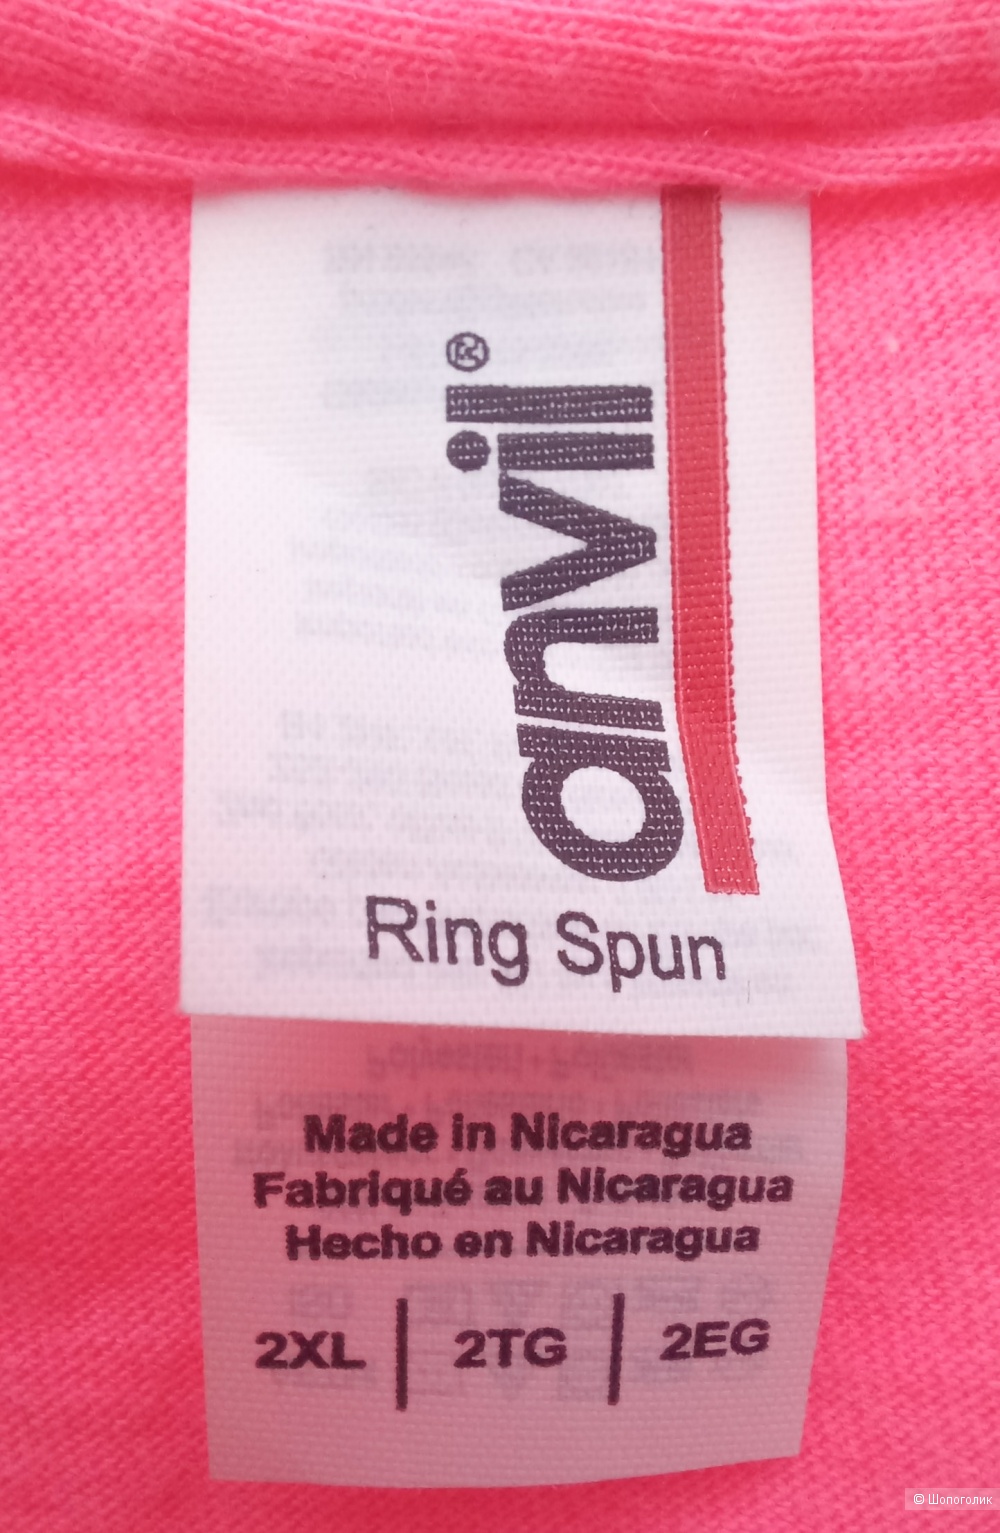 anvil®
Ring Spun
Made in Nicaragua
Fabriqué au Nicaragua
Hecho en Nicaragua
2XL | 2TG | 2EG
© Шопоголик